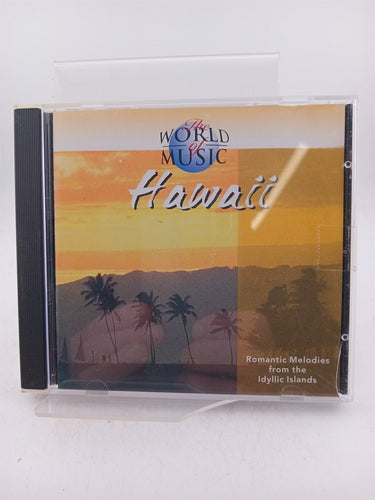 The
WORLD
of
MUSIC
Hawaii
Romantic Melodies
from the
Idyllic Islands